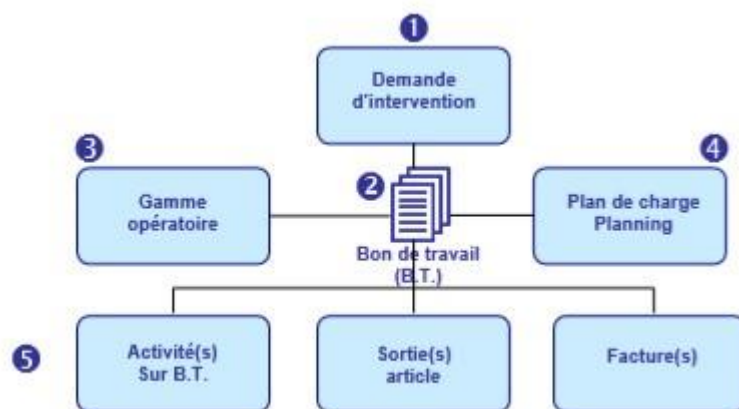 1
Demande
d'intervention
3
4
Gamme
opératoire
2
Plan de charge
Planning
Bon de travail
(B.T.)
5
Activité(s)
Sur B.T.
Sortie(s)
article
Facture(s)